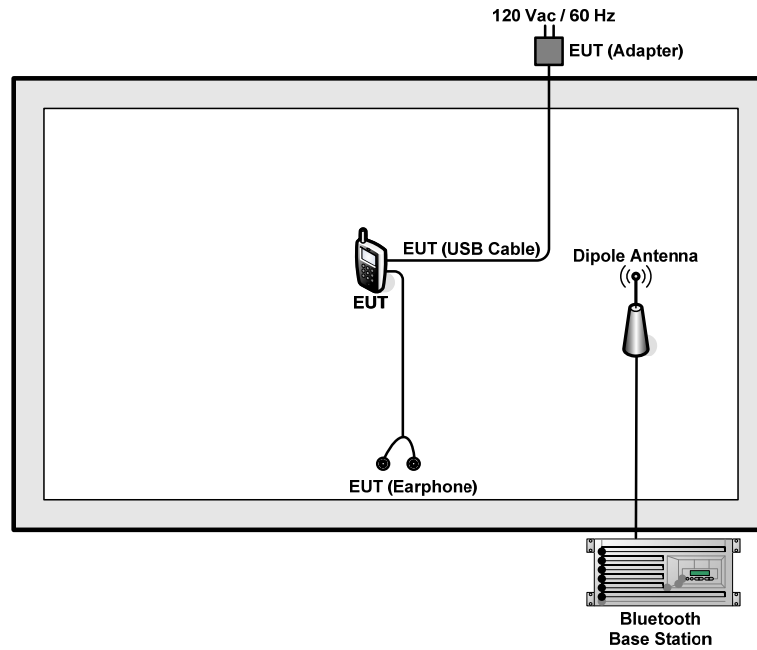 120 Vac / 60 Hz
EUT (Adapter)
EUT (USB Cable)
Dipole Antenna
EUT
EUT (Earphone)
Bluetooth
Base Station